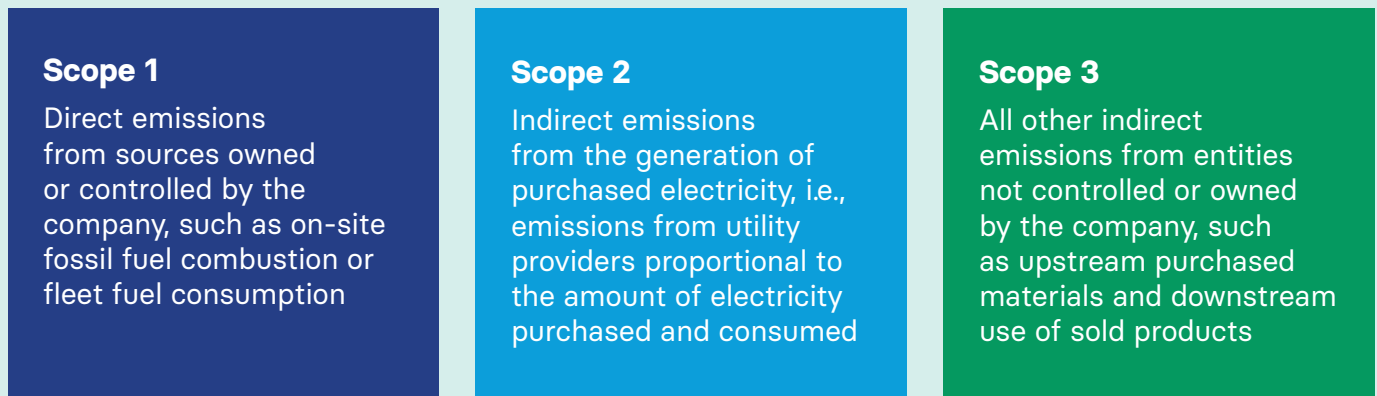 Scope 1
Direct emissions
from sources owned
or controlled by the
company, such as on-site
fossil fuel combustion or
fleet fuel consumption
Scope 2
Indirect emissions
from the generation of
purchased electricity, i.e.,
emissions from utility
providers proportional to
the amount of electricity
purchased and consumed
Scope 3
All other indirect
emissions from entities
not controlled or owned
by the company, such
as upstream purchased
materials and downstream
use of sold products